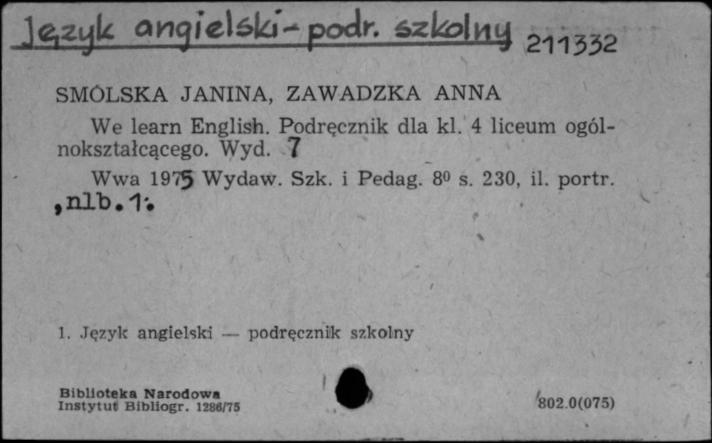 Język angielski - podr. szkolny
211332
SMÓLSKA JANINA, ZAWADZKA ANNA
We learn English. Podręcznik dla kl. 4 liceum ogól-
nokształcącego. Wyd. 7
Wwa 1975 Wydaw. Szk. i Pedag. 8⁰ s. 230, il. portr.
,nlb.1.
1. Język angielski — podręcznik szkolny
Biblioteka Narodowa
Instytut Bibliogr. 1286/75
802.0(075)